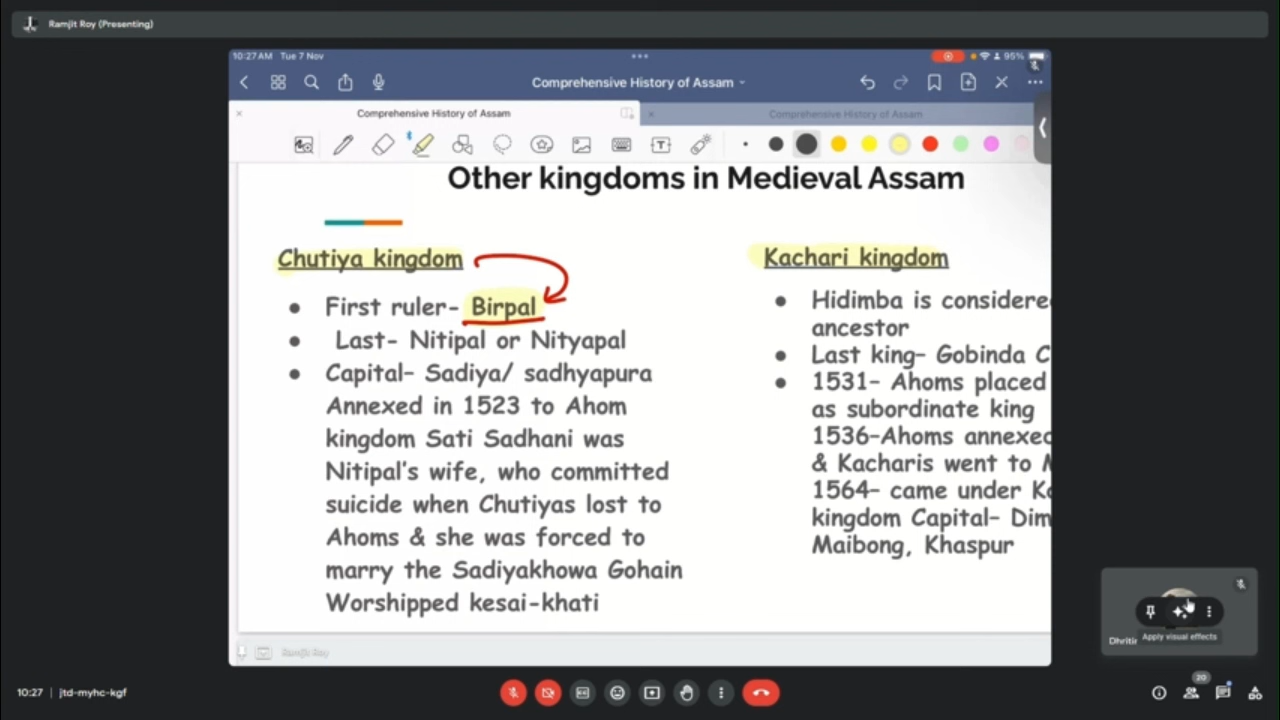 Ramjit Roy (Presenting)
10:27 AM Tue 7 Nov
95%
Comprehensive History of Assam
Comprehensive History of Assam
Comprehensive History of Assam
Other kingdoms in Medieval Assam
Chutiya kingdom
● First ruler- Birpal
● Last- Nitipal or Nityapal
● Capital- Sadiya/ sadhyapura
Annexed in 1523 to Ahom
kingdom Sati Sadhani was
Nitipal's wife, who committed
suicide when Chutiyas lost to
Ahoms & she was forced to
marry the Sadiyakhowa Gohain
Worshipped kesai-khati
Kachari kingdom
● Hidimba is considere
ancestor
● Last king- Gobinda C
● 1531- Ahoms placed
as subordinate king
1536-Ahoms annexed
& Kacharis went to M
1564- came under Ko
kingdom Capital- Dim
Maibong, Khaspur
Ramjit Roy
Apply visual effects
10:27 | jtd-myhc-kgf
20